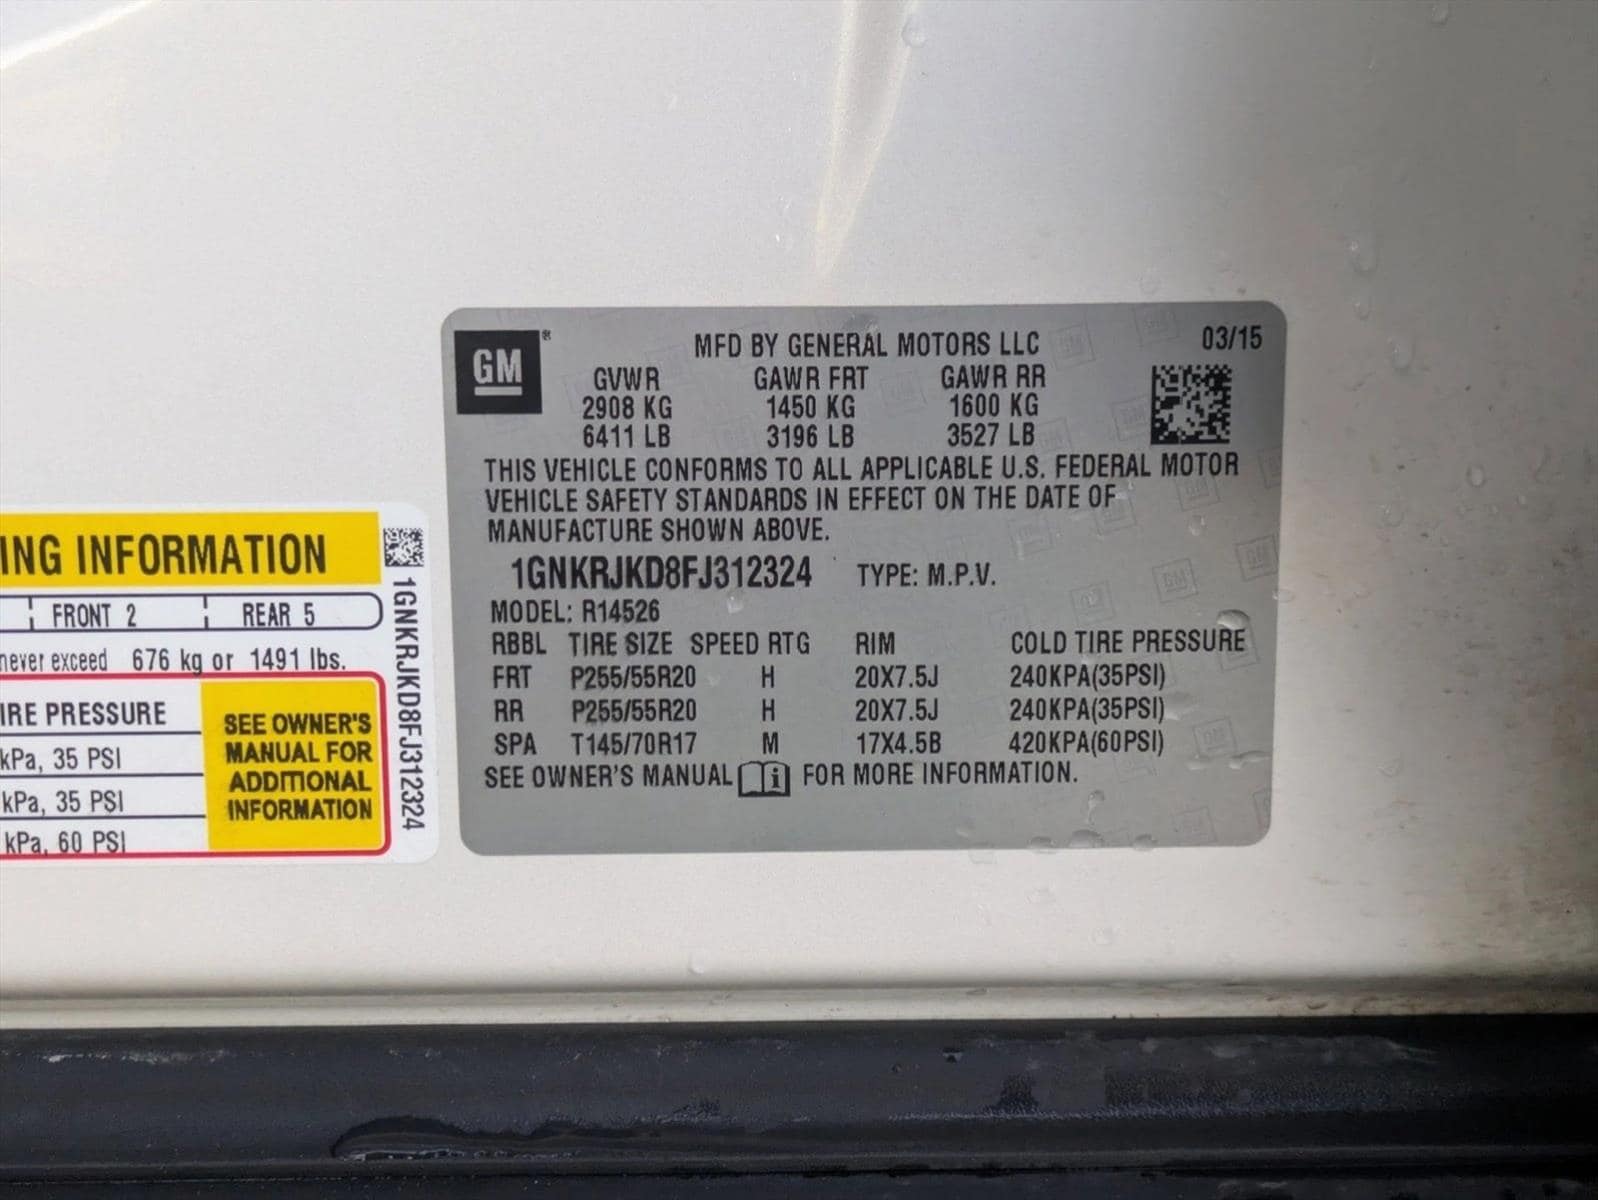 GM®
MFD BY GENERAL MOTORS LLC
03/15
GVWR GAWR FRT GAWR RR
2908 KG 1450 KG 1600 KG
6411 LB 3196 LB 3527 LB
THIS VEHICLE CONFORMS TO ALL APPLICABLE U.S. FEDERAL MOTOR
VEHICLE SAFETY STANDARDS IN EFFECT ON THE DATE OF
MANUFACTURE SHOWN ABOVE.
1GNKRJKD8FJ312324 TYPE: M.P.V.
MODEL: R14526
RBBL TIRE SIZE SPEED RTG RIM COLD TIRE PRESSURE
FRT P255/55R20 H 20X7.5J 240KPA(35PSI)
RR P255/55R20 H 20X7.5J 240KPA(35PSI)
SPA T145/70R17 M 17X4.5B 420KPA(60PSI)
SEE OWNER'S MANUAL FOR MORE INFORMATION.
ING INFORMATION
FRONT 2 REAR 5
never exceed 676 kg or 1491 lbs.
IRE PRESSURE
kPa, 35 PSI
kPa, 35 PSI
kPa, 60 PSI
SEE OWNER'S
MANUAL FOR
ADDITIONAL
INFORMATION
1GNKRJKD8FJ312324